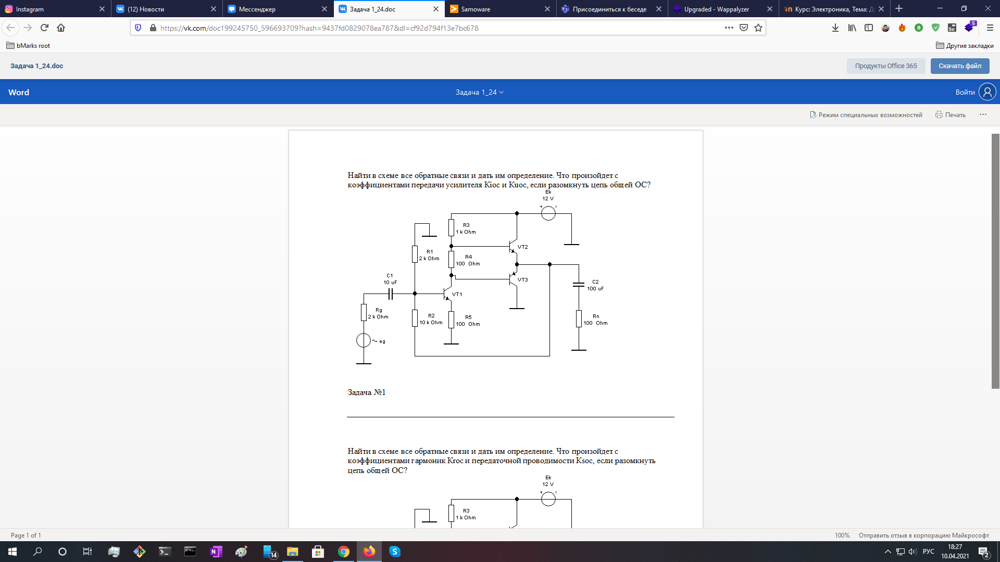 Instagram
(12) Новости
Мессенджер
Задача 1_24.doc
Samoware
Присоединиться к беседе
Upgraded - Wappalyzer
Курс: Электроника, Тема: Д
https://vk.com/doc199245750_596693709?hash=9437fd0829078ea787&dl=cf92d794f13e7bc678
5
bMarks root
Другие закладки
Задача 1_24.doc
Продукты Office 365
Скачать файл
Word
Задача 1_24
Войти
Режим специальных возможностей
Печать
Найти в схеме все обратные связи и дать им определение. Что произойдет с
коэффициентами передачи усилителя Kioc и Kuoc, если разомкнуть цепь общей ОС?
Ek
12 V
R3
1 k Ohm
R1
2 k Ohm
VT2
R4
100 Ohm
C1
10 uF
VT3
C2
100 uF
VT1
Rg
2 k Ohm
R2
10 k Ohm
R5
100 Ohm
Rn
100 Ohm
~ eg
Задача №1
Найти в схеме все обратные связи и дать им определение. Что произойдет с
коэффициентами гармоник Кгос и передаточной проводимости Ksoc, если разомкнуть
цепь общей ОС?
Ek
12 V
R3
1 k Ohm
Page 1 of 1
100%
Отправить отзыв в корпорацию Майкрософт
14
РУС
18:27
10.04.2021
2